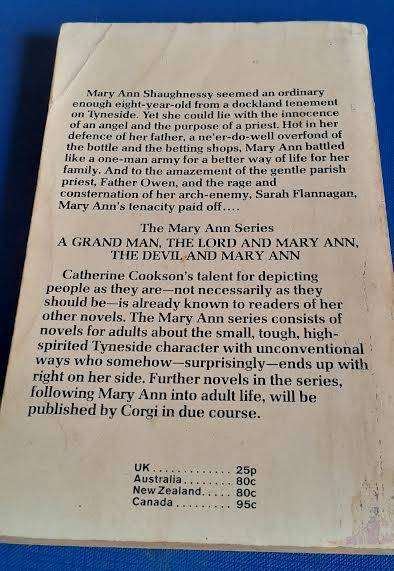 Mary Ann Shaughnessy seemed an ordinary
enough eight-year-old from a dockland tenement
on Tyneside. Yet she could lie with the innocence
of an angel and the purpose of a priest. Hot in her
defence of her father, a ne'er-do-well overfond of
the bottle and the betting shops, Mary Ann battled
like a one-man army for a better way of life for her
family. And to the amazement of the gentle parish
priest, Father Owen, and the rage and
consternation of her arch-enemy, Sarah Flannagan,
Mary Ann's tenacity paid off....
The Mary Ann Series
A GRAND MAN, THE LORD AND MARY ANN,
THE DEVIL AND MARY ANN
Catherine Cookson's talent for depicting
people as they are—not necessarily as they
should be—is already known to readers of her
other novels. The Mary Ann series consists of
novels for adults about the small, tough, high-
spirited Tyneside character with unconventional
ways who somehow—surprisingly—ends up with
right on her side. Further novels in the series,
following Mary Ann into adult life, will be
published by Corgi in due course.
UK ............. 25p
Australia ........ 80c
New Zealand ..... 80c
Canada ......... 95c